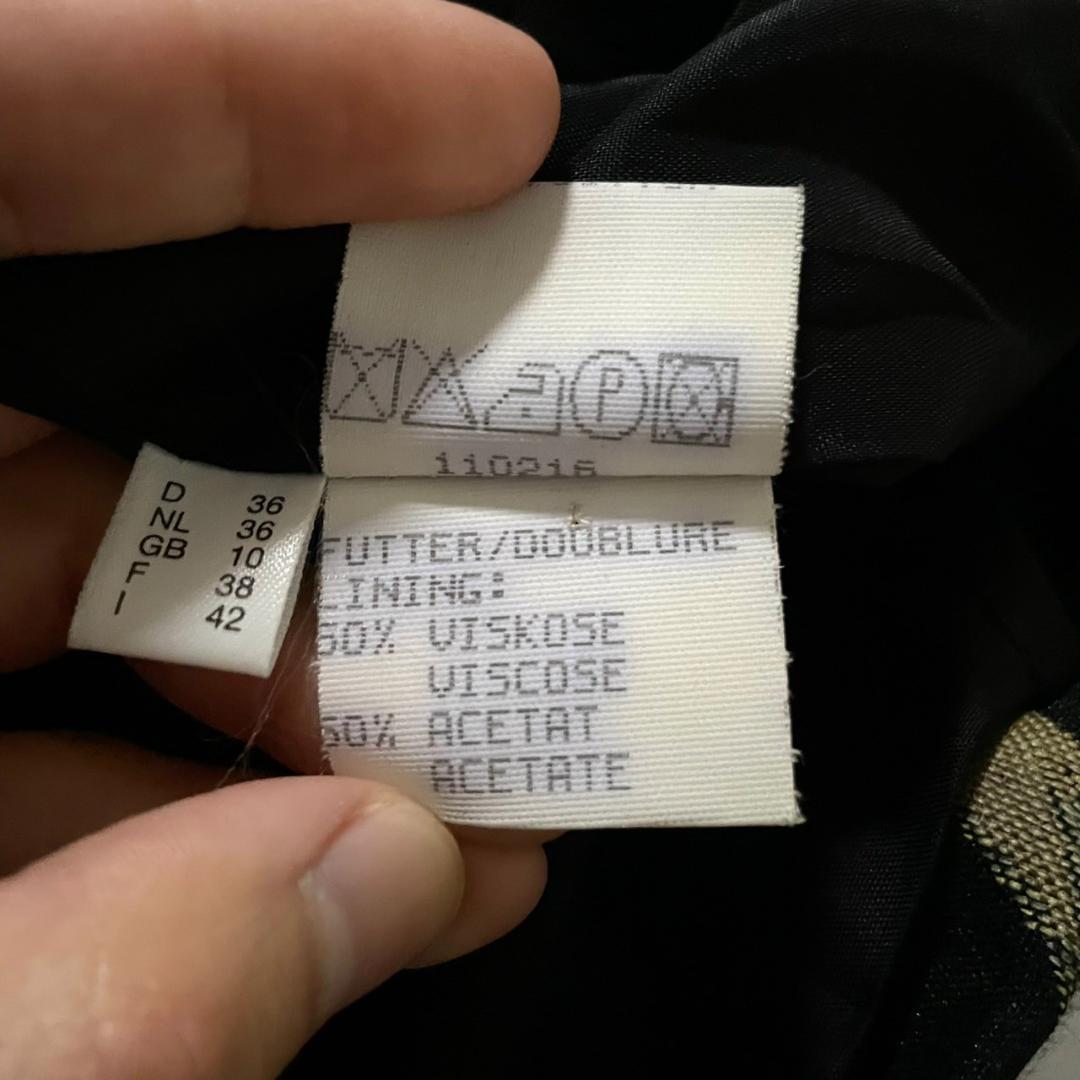 P
110216
D 36
NL 36
GB 10
F 38
I 42
FUTTER/DOUBLURE
LINING:
50% VISKOSE
VISCOSE
50% ACETAT
ACETATE